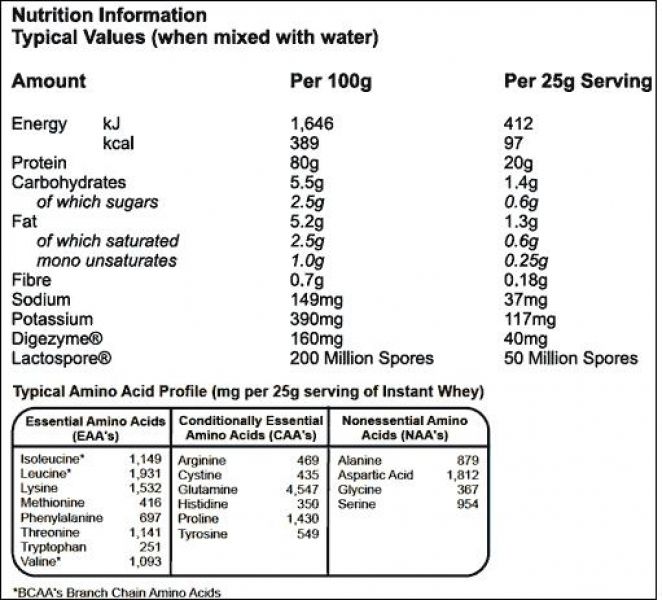 Nutrition Information
Typical Values (when mixed with water)
Amount Per 100g Per 25g Serving
Energy kJ 1,646 412
kcal 389 97
Protein 80g 20g
Carbohydrates 5.5g 1.4g
of which sugars 2.5g 0.6g
Fat 5.2g 1.3g
of which saturated 2.5g 0.6g
mono unsaturates 1.0g 0.25g
Fibre 0.7g 0.18g
Sodium 149mg 37mg
Potassium 390mg 117mg
Digezyme® 160mg 40mg
Lactospore® 200 Million Spores 50 Million Spores
Typical Amino Acid Profile (mg per 25g serving of Instant Whey)
Essential Amino Acids (EAA's)
Isoleucine* 1,149
Leucine* 1,931
Lysine 1,532
Methionine 416
Phenylalanine 697
Threonine 1,141
Tryptophan 251
Valine* 1,093
Conditionally Essential
Amino Acids (CAA's)
Arginine 469
Cystine 435
Glutamine 4,547
Histidine 350
Proline 1,430
Tyrosine 549
Nonessential Amino
Acids (NAA's)
Alanine 879
Aspartic Acid 1,812
Glycine 367
Serine 954
*BCAA's Branch Chain Amino Acids